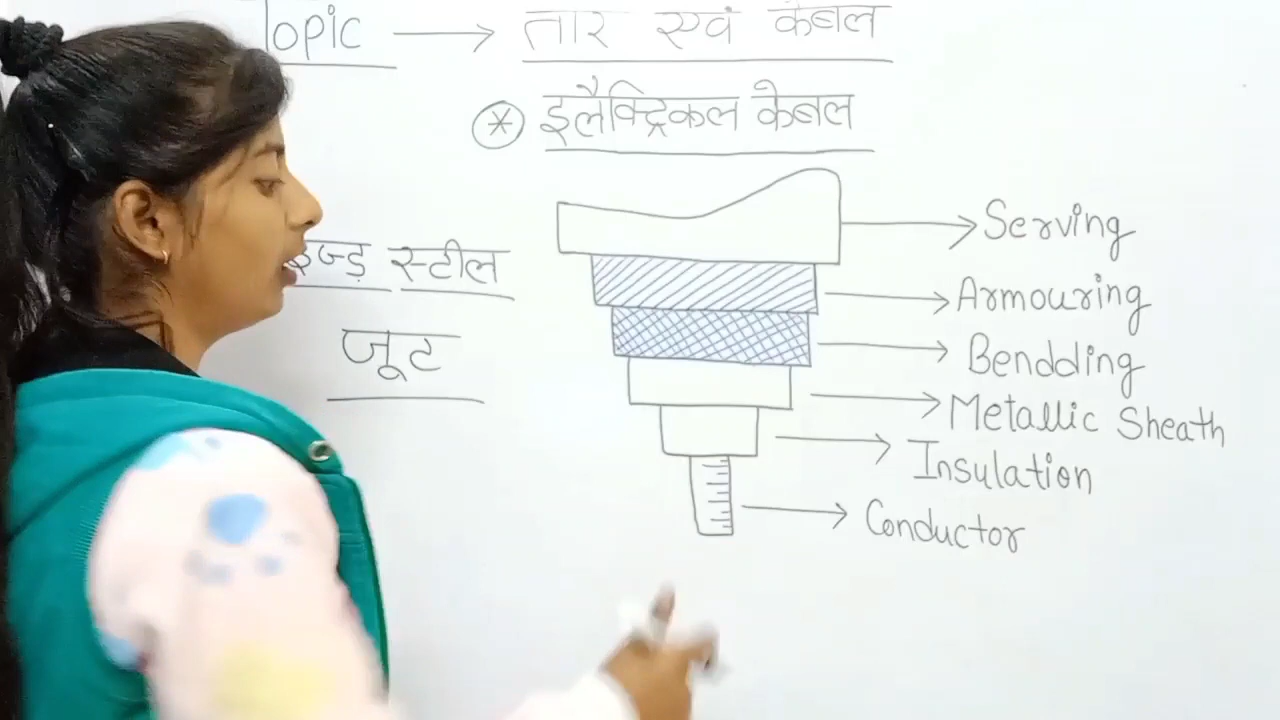 Topic → तार एवं केबल
* इलैक्ट्रिकल केबल
Serving
स्टील
Armouring
जूट
Bendding
Metallic Sheath
Insulation
Conductor